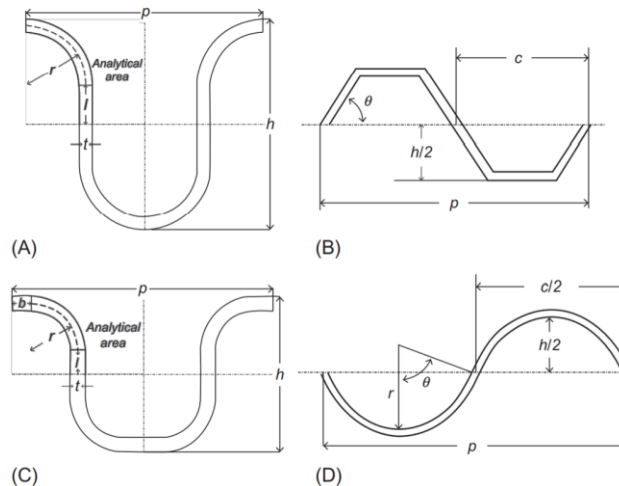 p
r
Analytical
area
l
t
h
(A)
c
θ
h/2
p
(B)
p
b
r
Analytical
area
l
t
h
(C)
c/2
h/2
r
θ
p
(D)